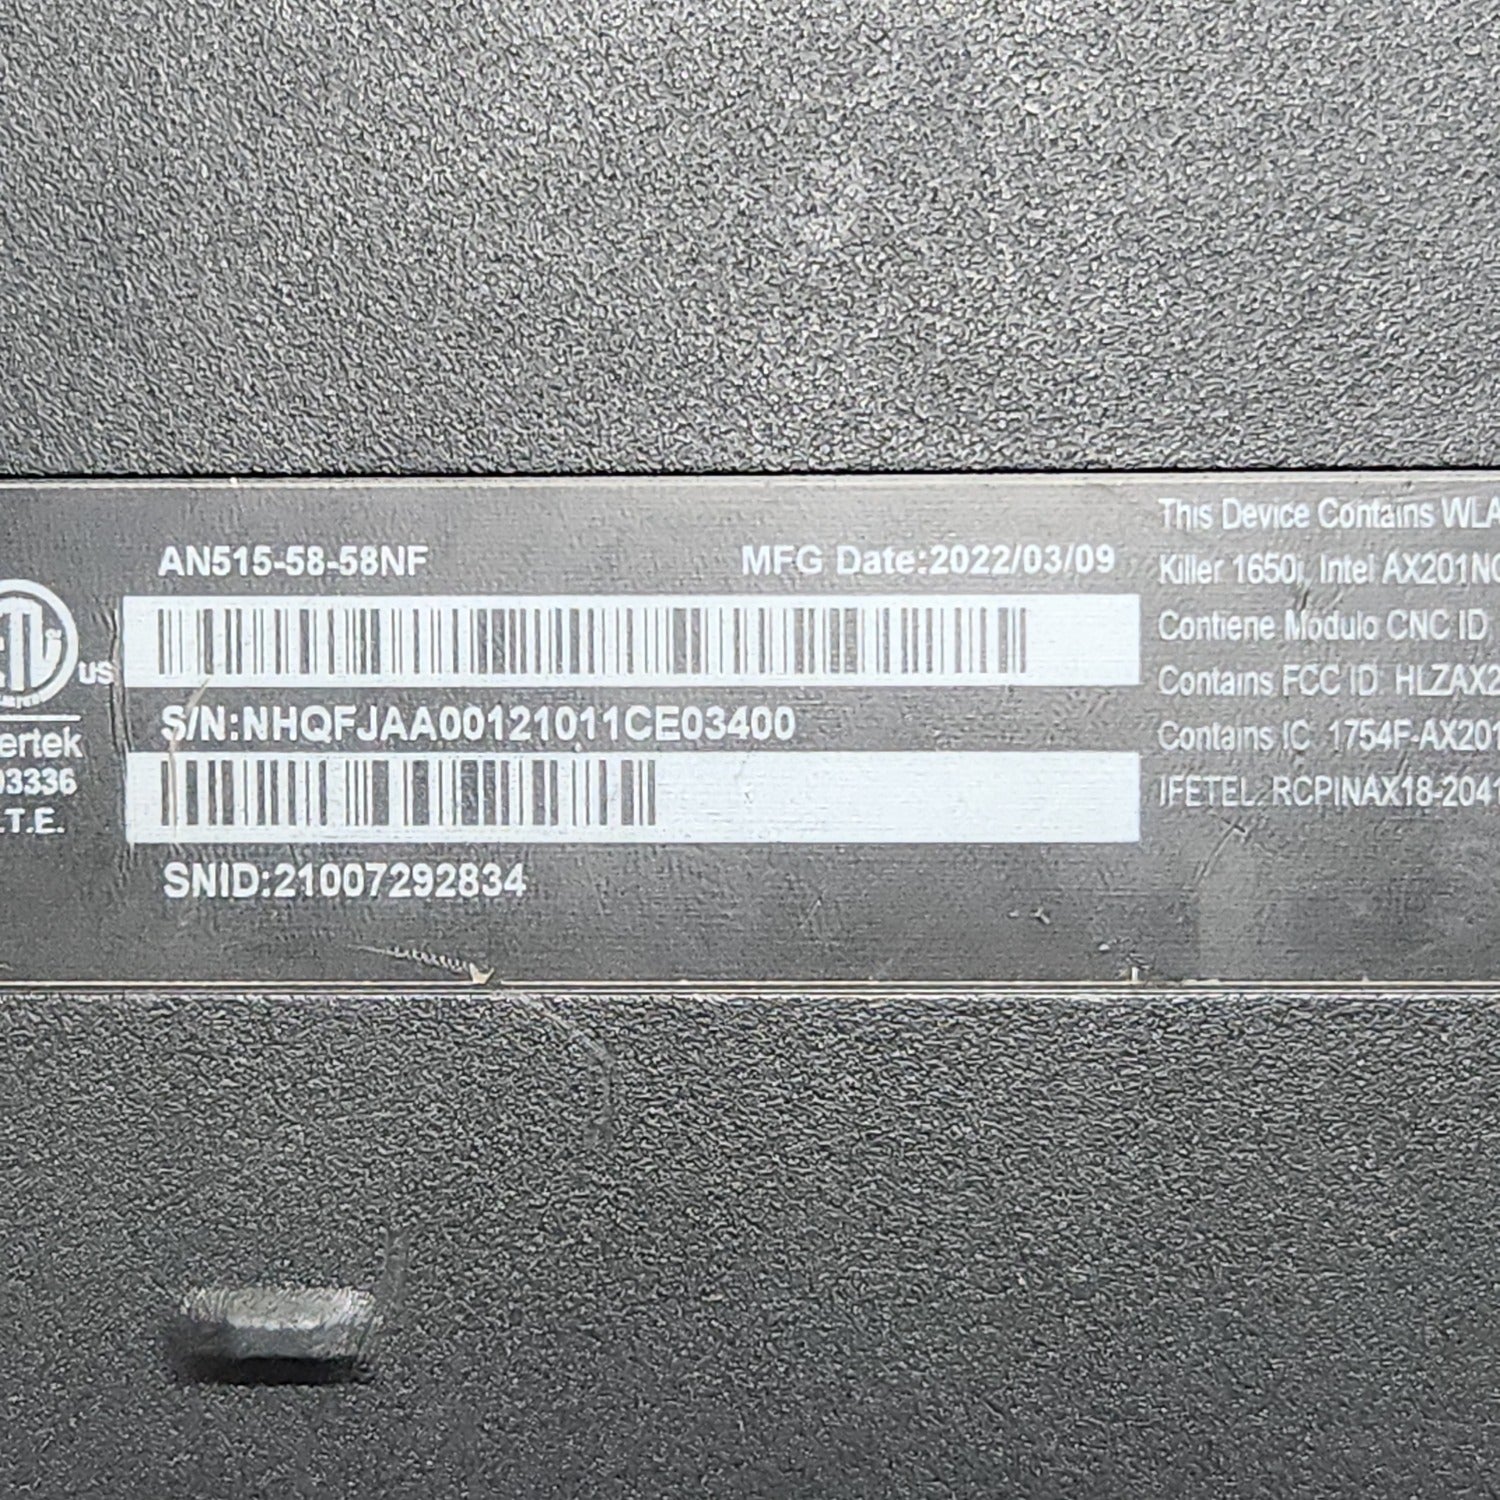 AN515-58-58NF
MFG Date:2022/03/09
S/N:NHQFJAA00121011CE03400
SNID:21007292834
US
ertek
03336
.T.E.
This Device Contains WLA
Killer 1650i, Intel AX201NG
Contiene Modulo CNC ID
Contains FCC ID HLZAX2
Contains IC 1754F-AX201
IFETEL: RCPINAX18-2041